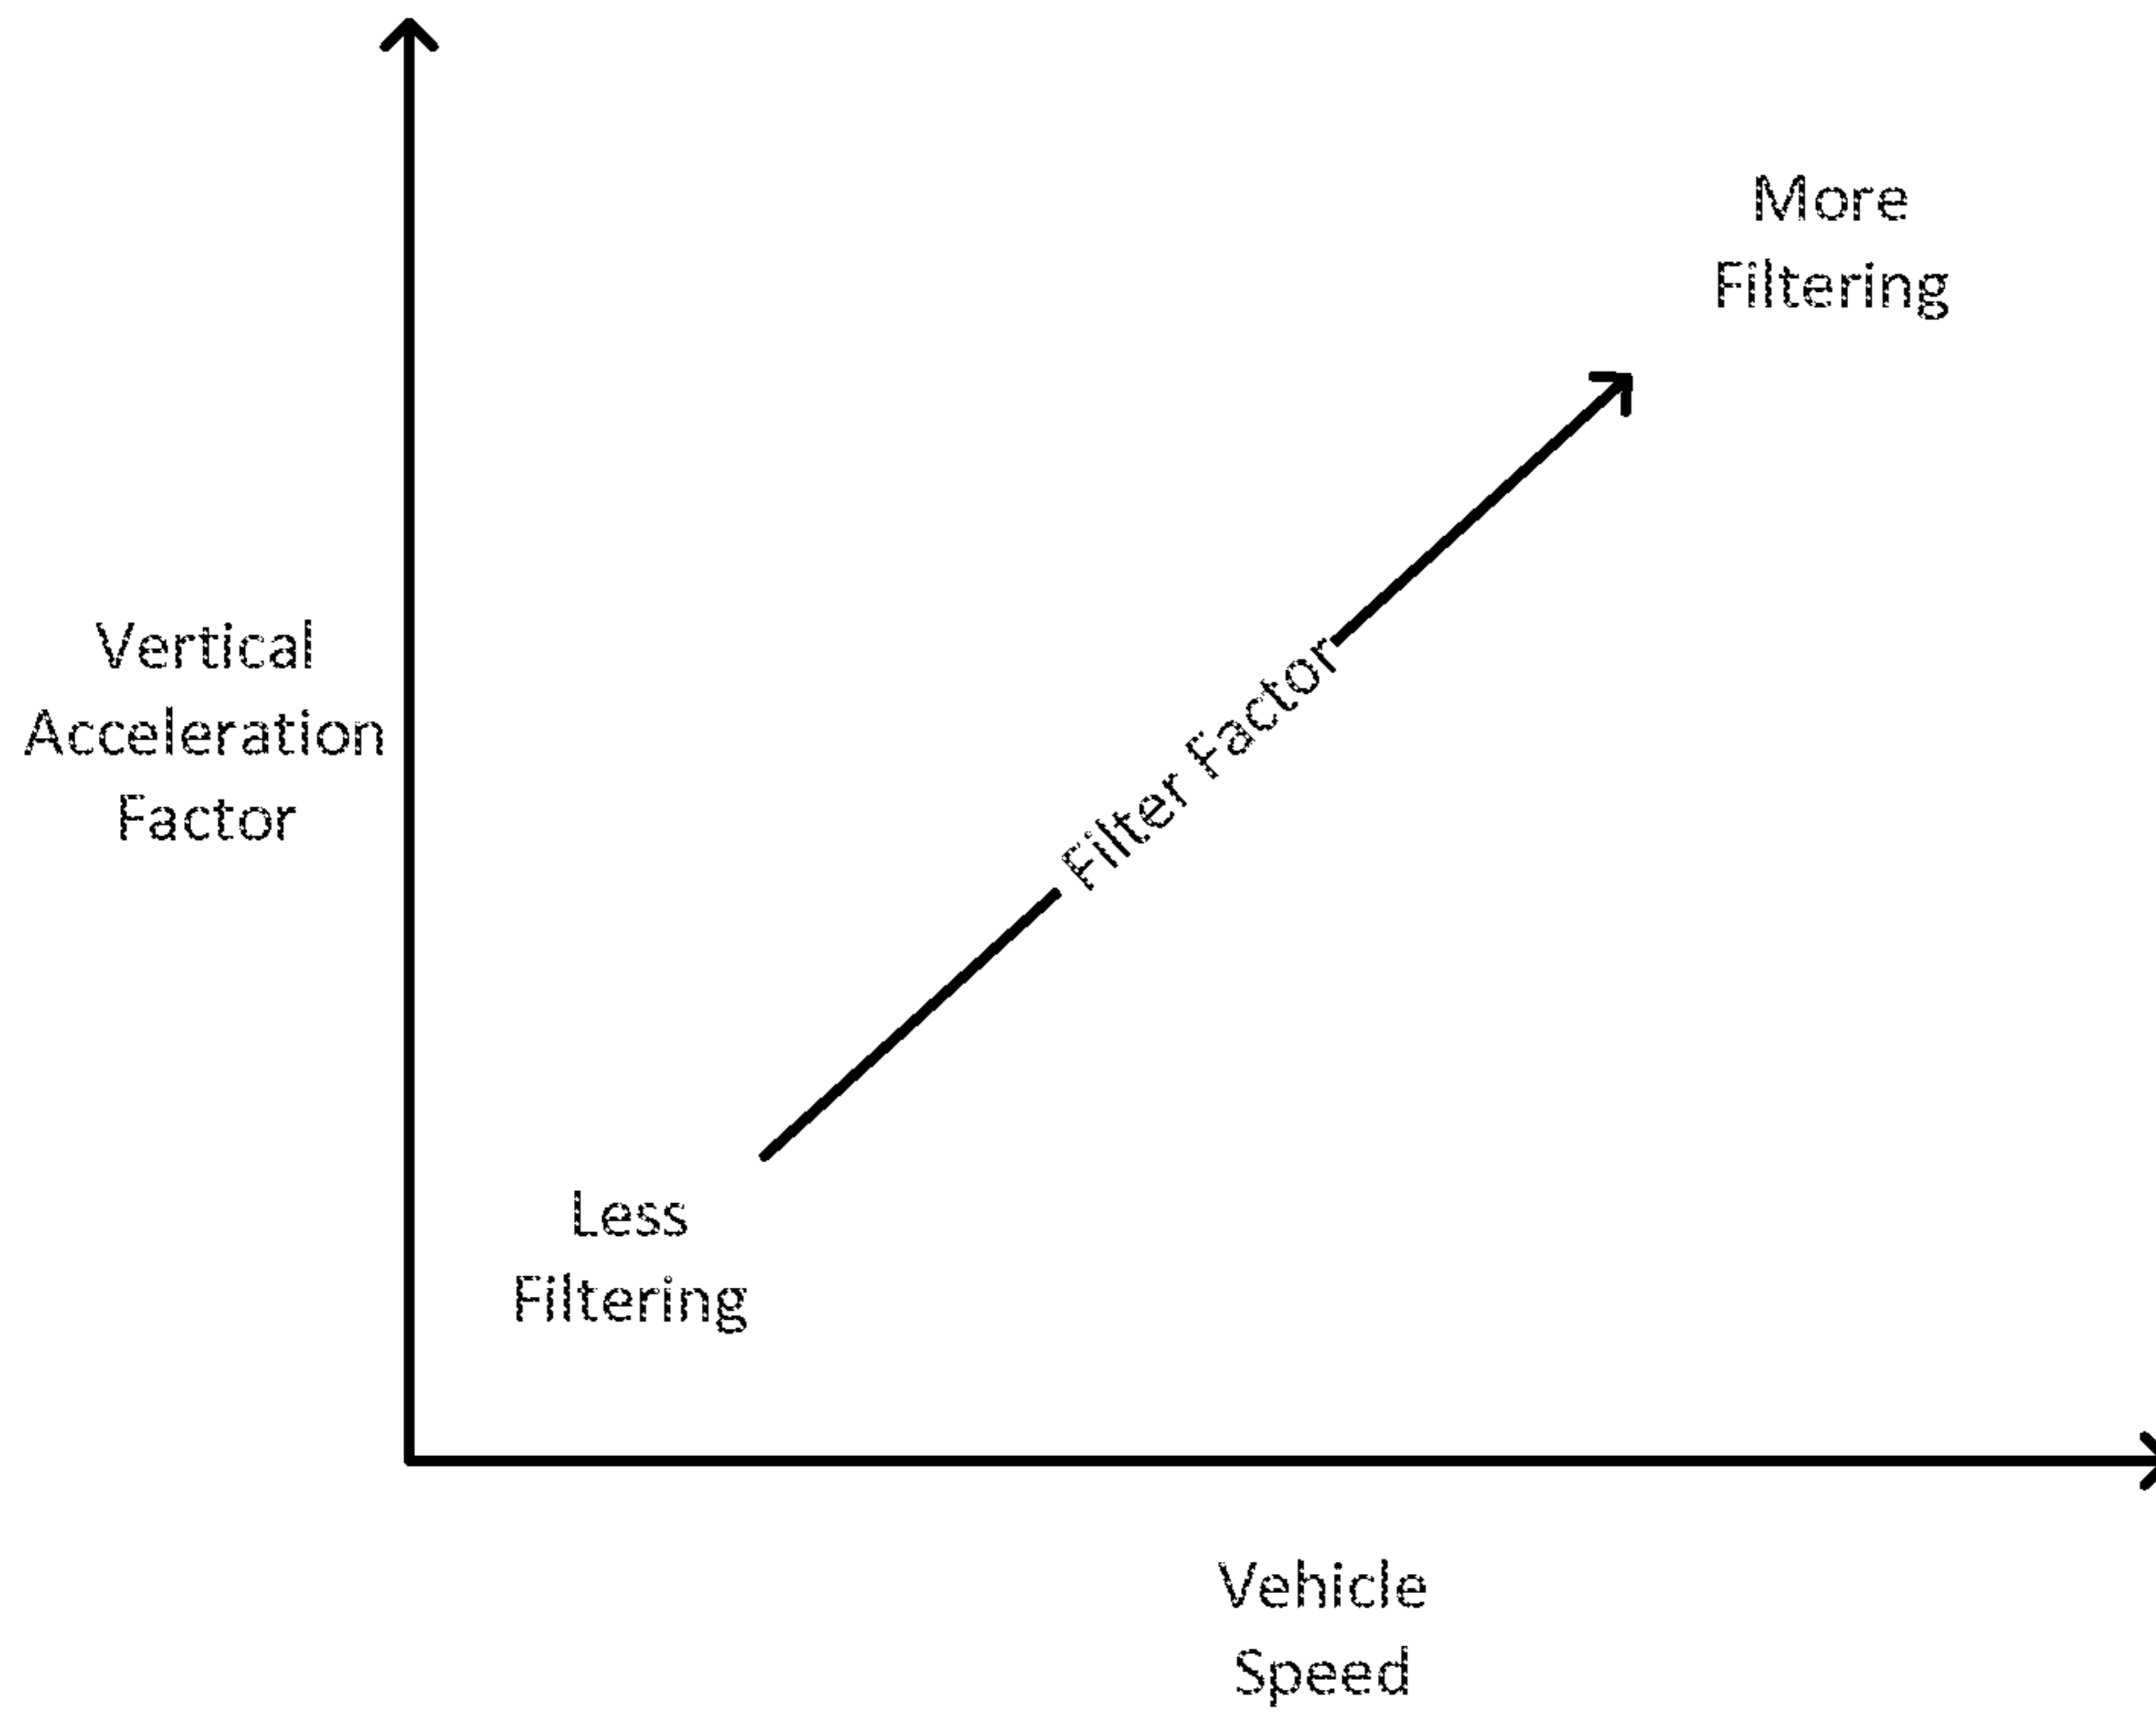 More
Filtering
Vertical
Acceleration
Factor
Filter Factor
Less
Filtering
Vehicle
Speed